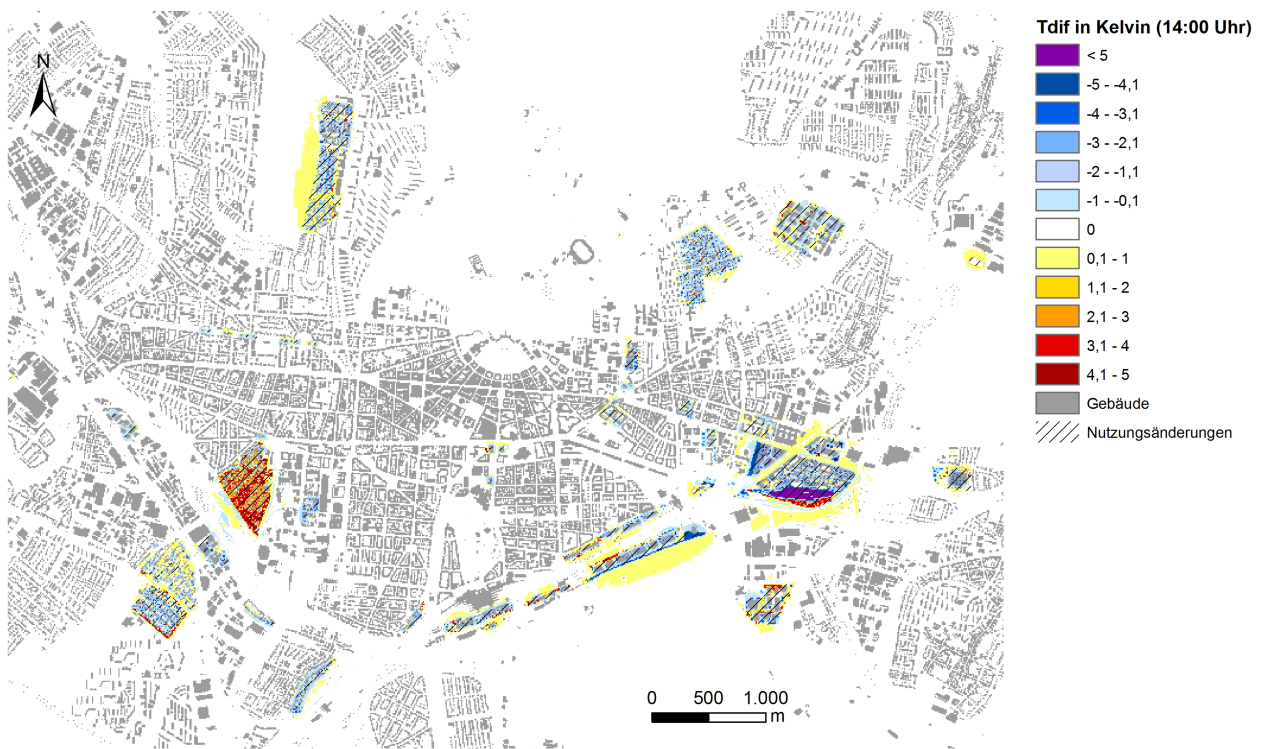 Tdif in Kelvin (14:00 Uhr)
< 5
-5 - -4,1
-4 - -3,1
-3 - -2,1
-2 - -1,1
-1 - -0,1
0
0,1 - 1
1,1 - 2
2,1 - 3
3,1 - 4
4,1 - 5
Gebäude
Nutzungsänderungen
N
0 500 1.000
m